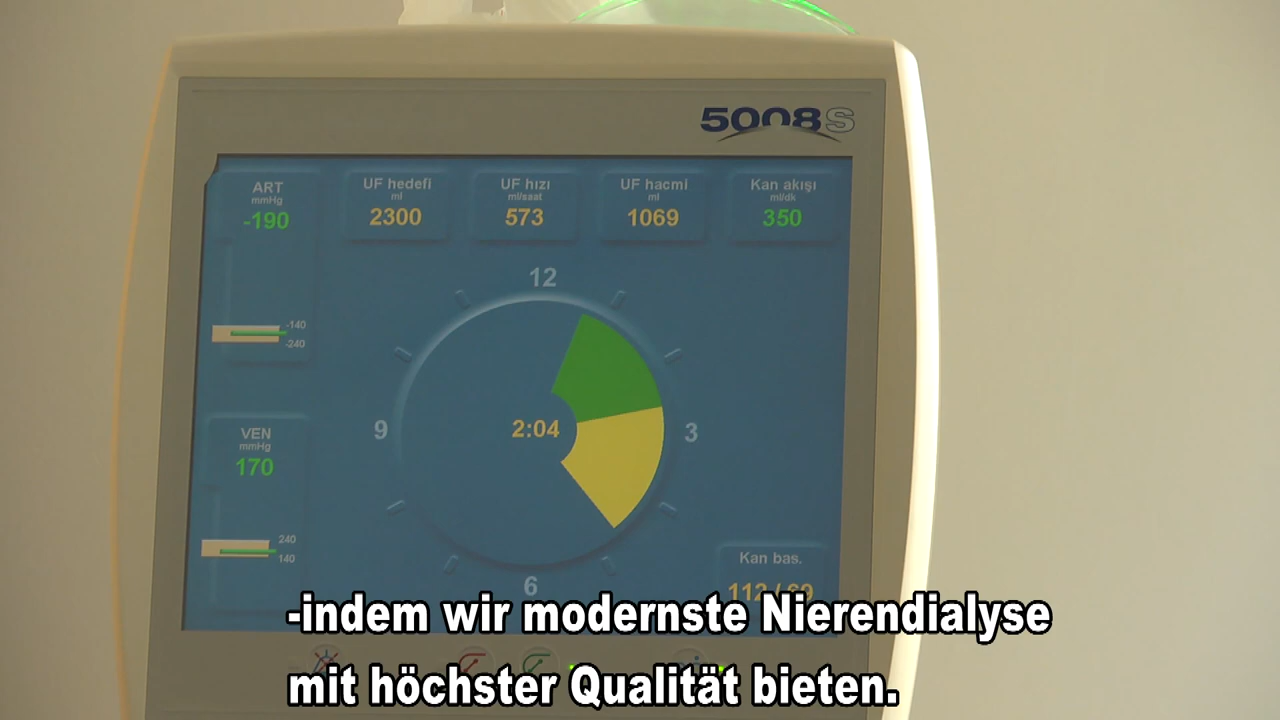 5008S
ART
mmHg
-190
UF hedefi
ml
2300
UF hızı
ml/saat
573
UF hacmi
ml
1069
Kan akışı
ml/dk
350
-140
-240
12
9
2:04
3
6
VEN
mmHg
170
240
140
Kan bas.
112 / 69
-indem wir modernste Nierendialyse
mit höchster Qualität bieten.